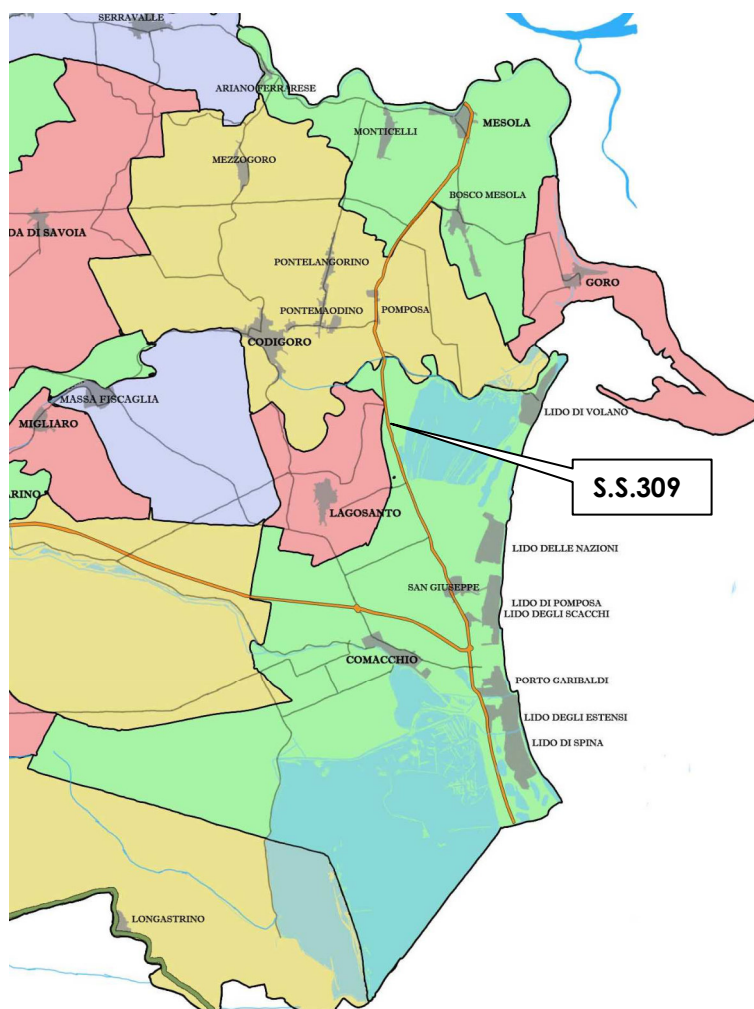 SERRAVALLE
ARIANO FERRARESE
MONTICELLI
MESOLA
MEZZOGORO
BOSCO MESOLA
DA DI SAVOIA
PONTELANGORINO
GORO
PONTEMAODINO
POMPOSA
CODIGORO
MASSA FISCAGLIA
LIDO DI VOLANO
MIGLIARO
S.S.309
ARINO
LAGOSANTO
LIDO DELLE NAZIONI
SAN GIUSEPPE
LIDO DI POMPOSA
LIDO DEGLI SCACCHI
COMACCHIO
PORTO GARIBALDI
LIDO DEGLI ESTENSI
LIDO DI SPINA
LONGASTRINO